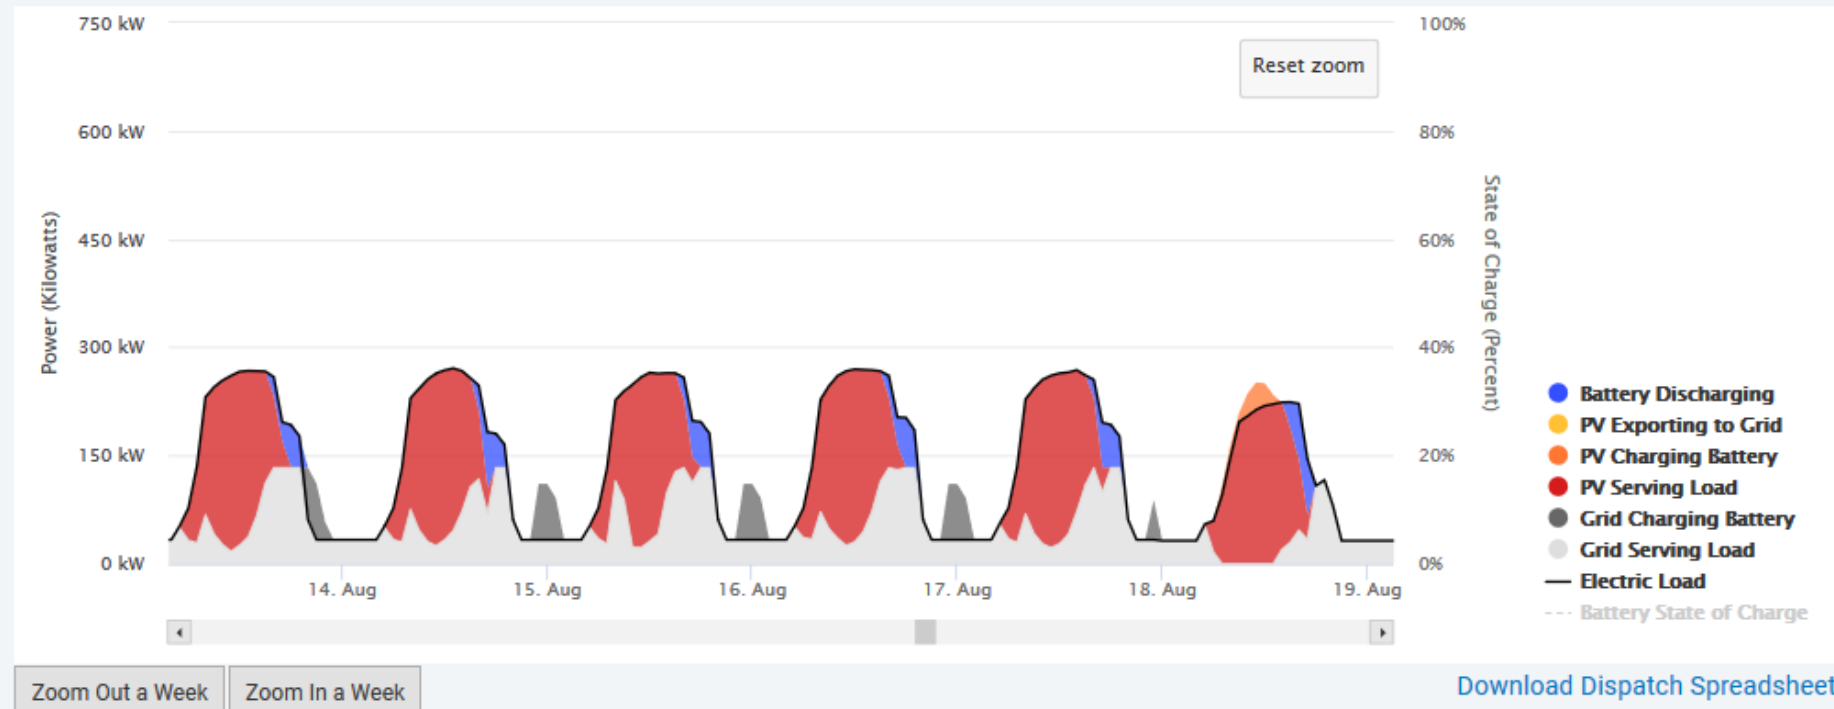 750 kW
600 kW
450 kW
300 kW
150 kW
0 kW
Power (Kilowatts)
100%
80%
60%
40%
20%
0%
State of Charge (Percent)
Reset zoom
14. Aug
15. Aug
16. Aug
17. Aug
18. Aug
19. Aug
Battery Discharging
PV Exporting to Grid
PV Charging Battery
PV Serving Load
Grid Charging Battery
Grid Serving Load
Electric Load
Battery State of Charge
Zoom Out a Week
Zoom In a Week
Download Dispatch Spreadsheet